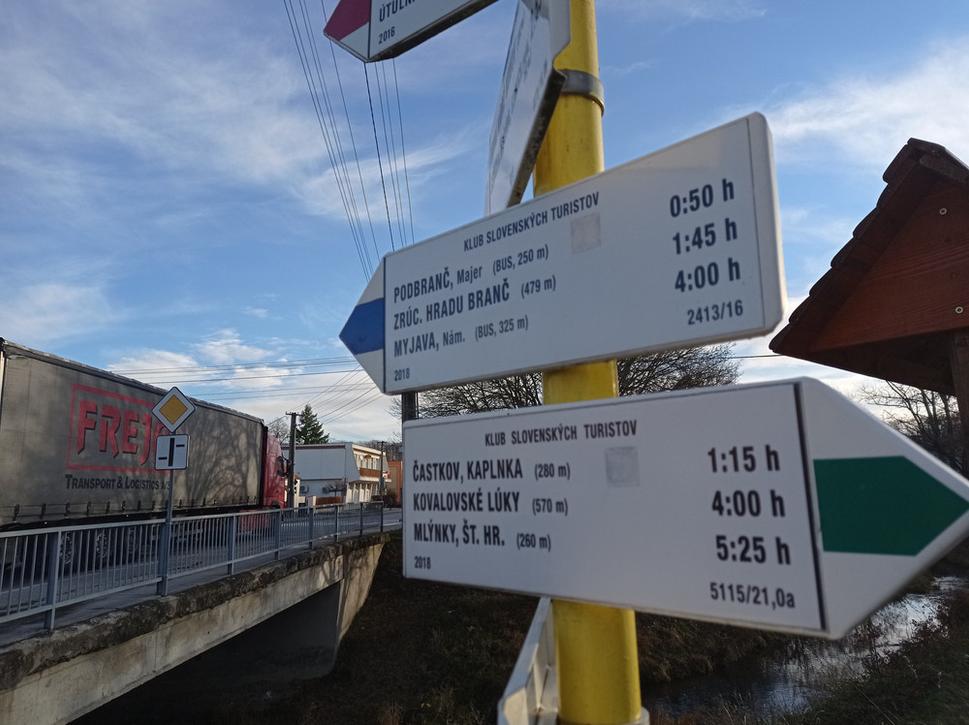 2016
KLUB SLOVENSKÝCH TURISTOV
PODBRANČ, Majer (BUS, 250 m) 0:50 h
ZRÚC. HRADU BRANČ (479 m) 1:45 h
MYJAVA, Nám. (BUS, 325 m) 4:00 h
2018 2413/16
KLUB SLOVENSKÝCH TURISTOV
ČASTKOV, KAPLNKA (280 m) 1:15 h
KOVALOVSKÉ LÚKY (570 m) 4:00 h
MLÝNKY, ŠT. HR. (260 m) 5:25 h
2018 5115/21,0a
TRANSPORT & LOGISTICS